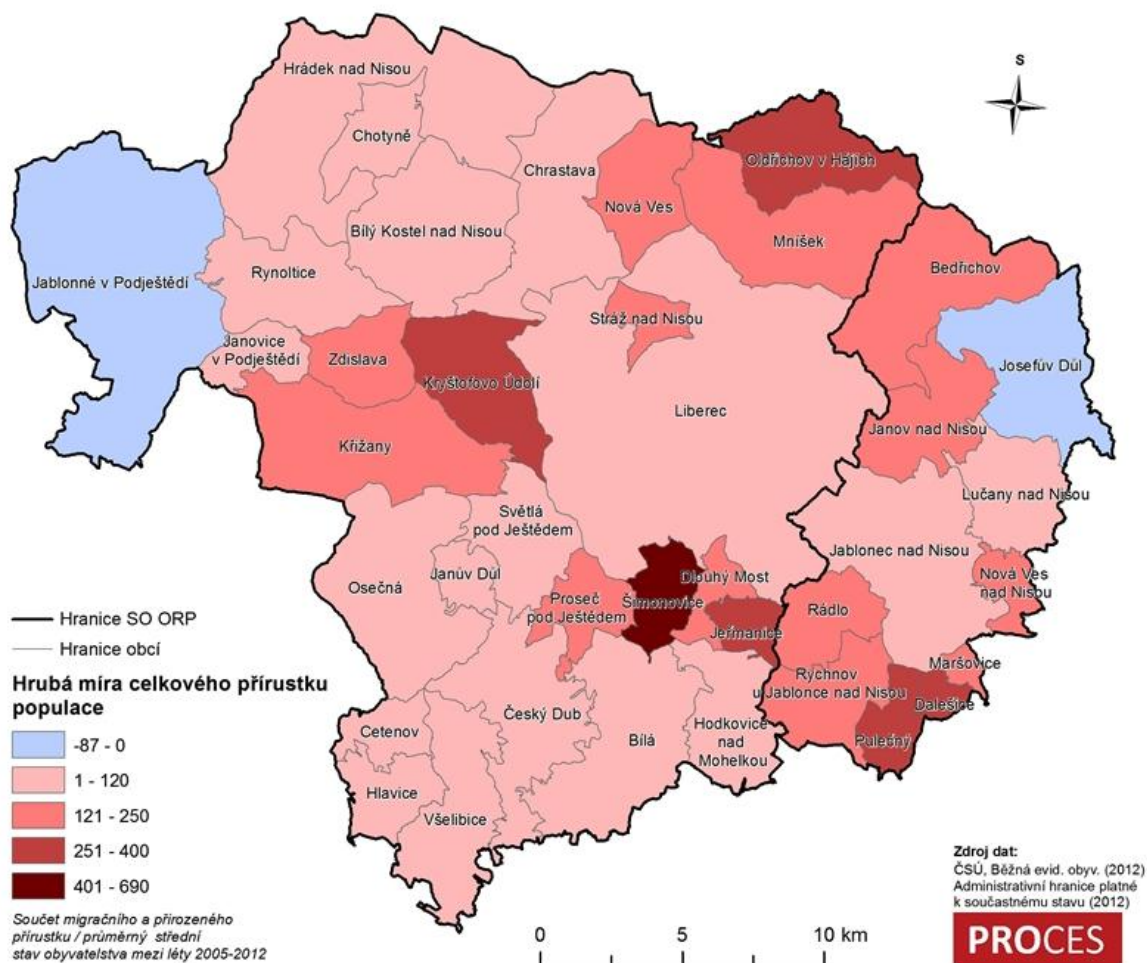 S
Hrádek nad Nisou
Chotyně
Chrastava
Oldřichov v Hájích
Nová Ves
Bílý Kostel nad Nisou
Mníšek
Bedřichov
Rynoltice
Jablonné v Podještědí
Stráž nad Nisou
Janovice
v Podještědí
Zdislava
Kryštofovo Údolí
Josefův Důl
Liberec
Janov nad Nisou
Křižany
Lučany nad Nisou
Světlá
pod Ještědem
Jablonec nad Nisou
Osečná
Janův Důl
Dlouhý Most
Nová Ves
nad Nisou
Proseč
pod Ještědem
Šimonovice
Rádlo
Jeřmanice
Maršovice
Rychnov
u Jablonce nad Nisou
Dalešice
Český Dub
Pulečný
Cetenov
Bílá
Hodkovice
nad
Mohelkou
Hlavice
Všelibice
Hranice SO ORP
Hranice obcí
Hrubá míra celkového přírustku
populace
-87 - 0
1 - 120
121 - 250
251 - 400
401 - 690
Součet migračního a přirozeného
přírustku / průměrný střední
stav obyvatelstva mezi léty 2005-2012
0 5 10 km
Zdroj dat:
ČSÚ, Běžná evid. obyv. (2012)
Administrativní hranice platné
k součastnému stavu (2012)
PROCES